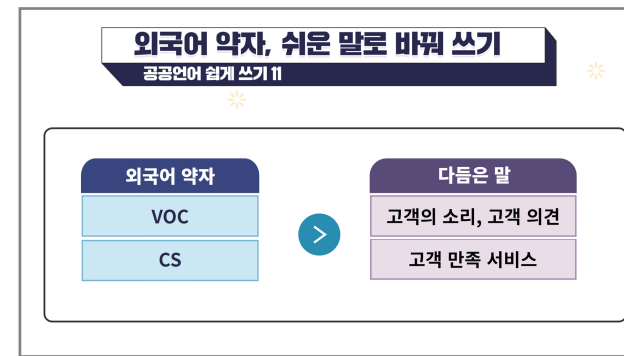 외국어 약자, 쉬운 말로 바꿔 쓰기
공공언어 쉽게 쓰기 11
외국어 약자
다듬은 말
VOC
>
고객의 소리, 고객 의견
CS
고객 만족 서비스